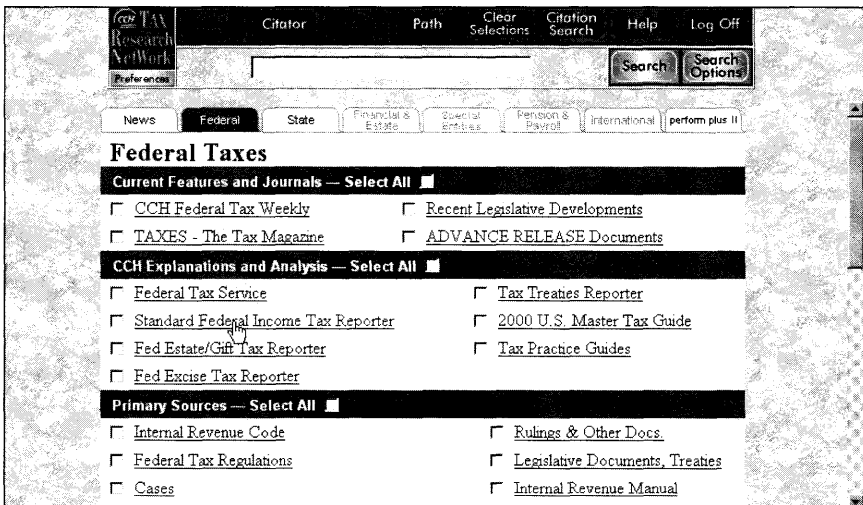 CCH TAX Citator Path Clear Selections Citation Search Help Log Off
Research
NetWork
Preferences Search Search Options
News Federal State Financial & Estate Special Entities Pension & Payroll International perform plus II
Federal Taxes
Current Features and Journals — Select All
CCH Federal Tax Weekly Recent Legislative Developments
TAXES - The Tax Magazine ADVANCE RELEASE Documents
CCH Explanations and Analysis — Select All
Federal Tax Service Tax Treaties Reporter
Standard Federal Income Tax Reporter 2000 U.S. Master Tax Guide
Fed Estate/Gift Tax Reporter Tax Practice Guides
Fed Excise Tax Reporter
Primary Sources — Select All
Internal Revenue Code Rulings & Other Docs.
Federal Tax Regulations Legislative Documents, Treaties
Cases Internal Revenue Manual